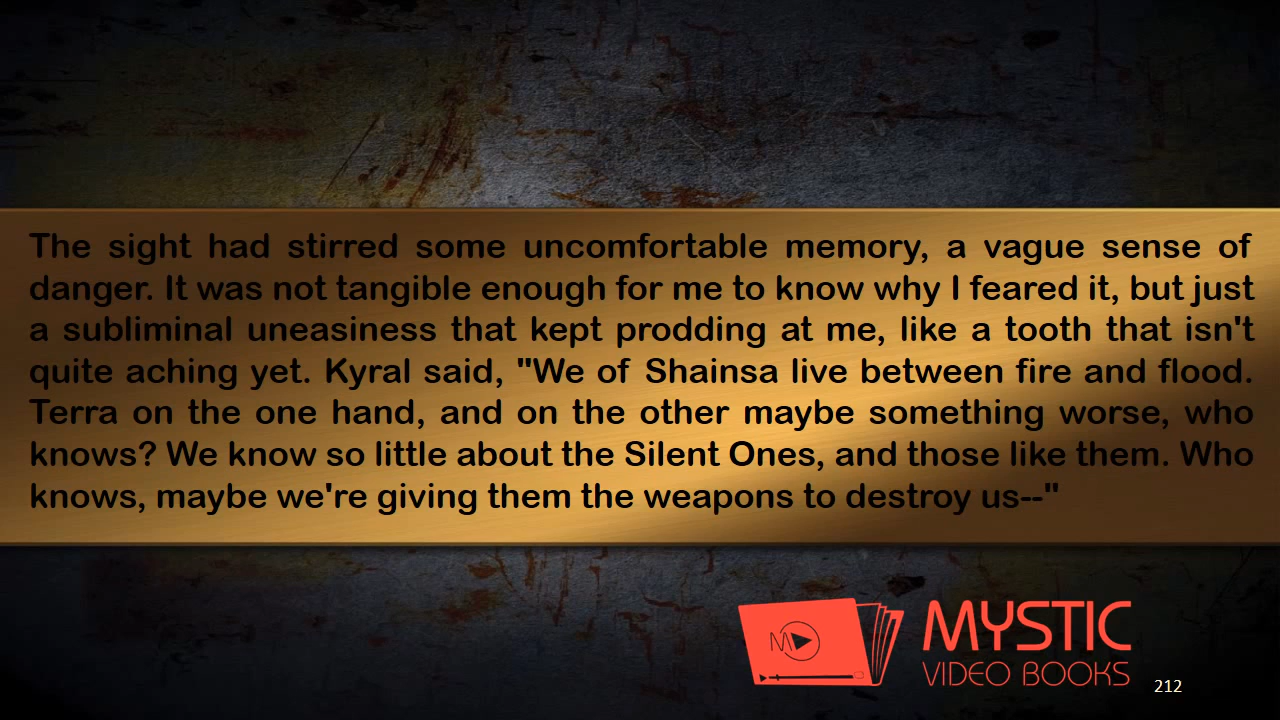 The sight had stirred some uncomfortable memory, a vague sense of
danger. It was not tangible enough for me to know why I feared it, but just
a subliminal uneasiness that kept prodding at me, like a tooth that isn't
quite aching yet. Kyral said, "We of Shainsa live between fire and flood.
Terra on the one hand, and on the other maybe something worse, who
knows? We know so little about the Silent Ones, and those like them. Who
knows, maybe we're giving them the weapons to destroy us--"
M
MYSTIC
VIDEO BOOKS
212